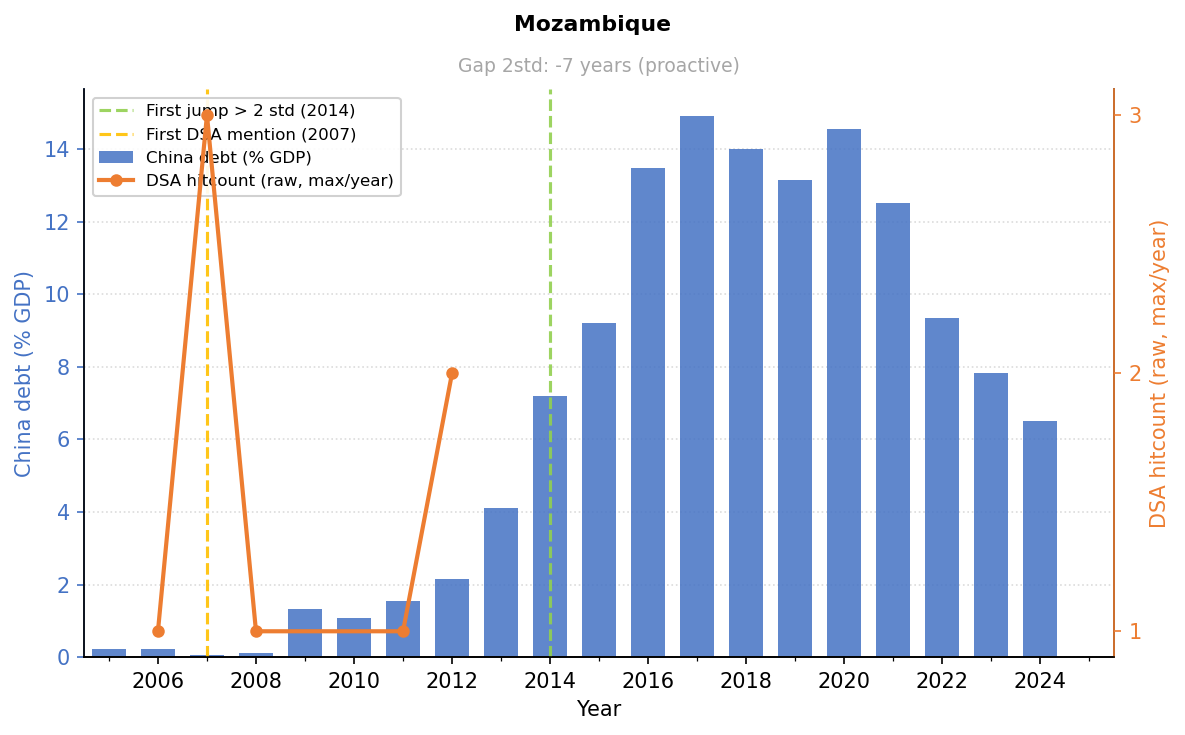 Mozambique
Gap 2std: -7 years (proactive)
First jump > 2 std (2014)
First DSA mention (2007)
China debt (% GDP)
DSA hitcount (raw, max/year)
China debt (% GDP)
14
12
10
8
6
4
2
0
3
2
1
DSA hitcount (raw, max/year)
2006 2008 2010 2012 2014 2016 2018 2020 2022 2024
Year